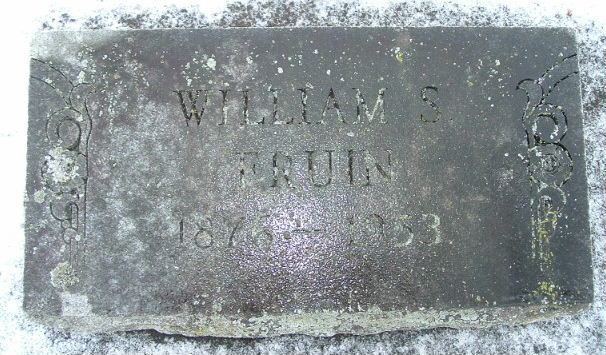 WILLIAM S.
FRUIN
1876 — 1953